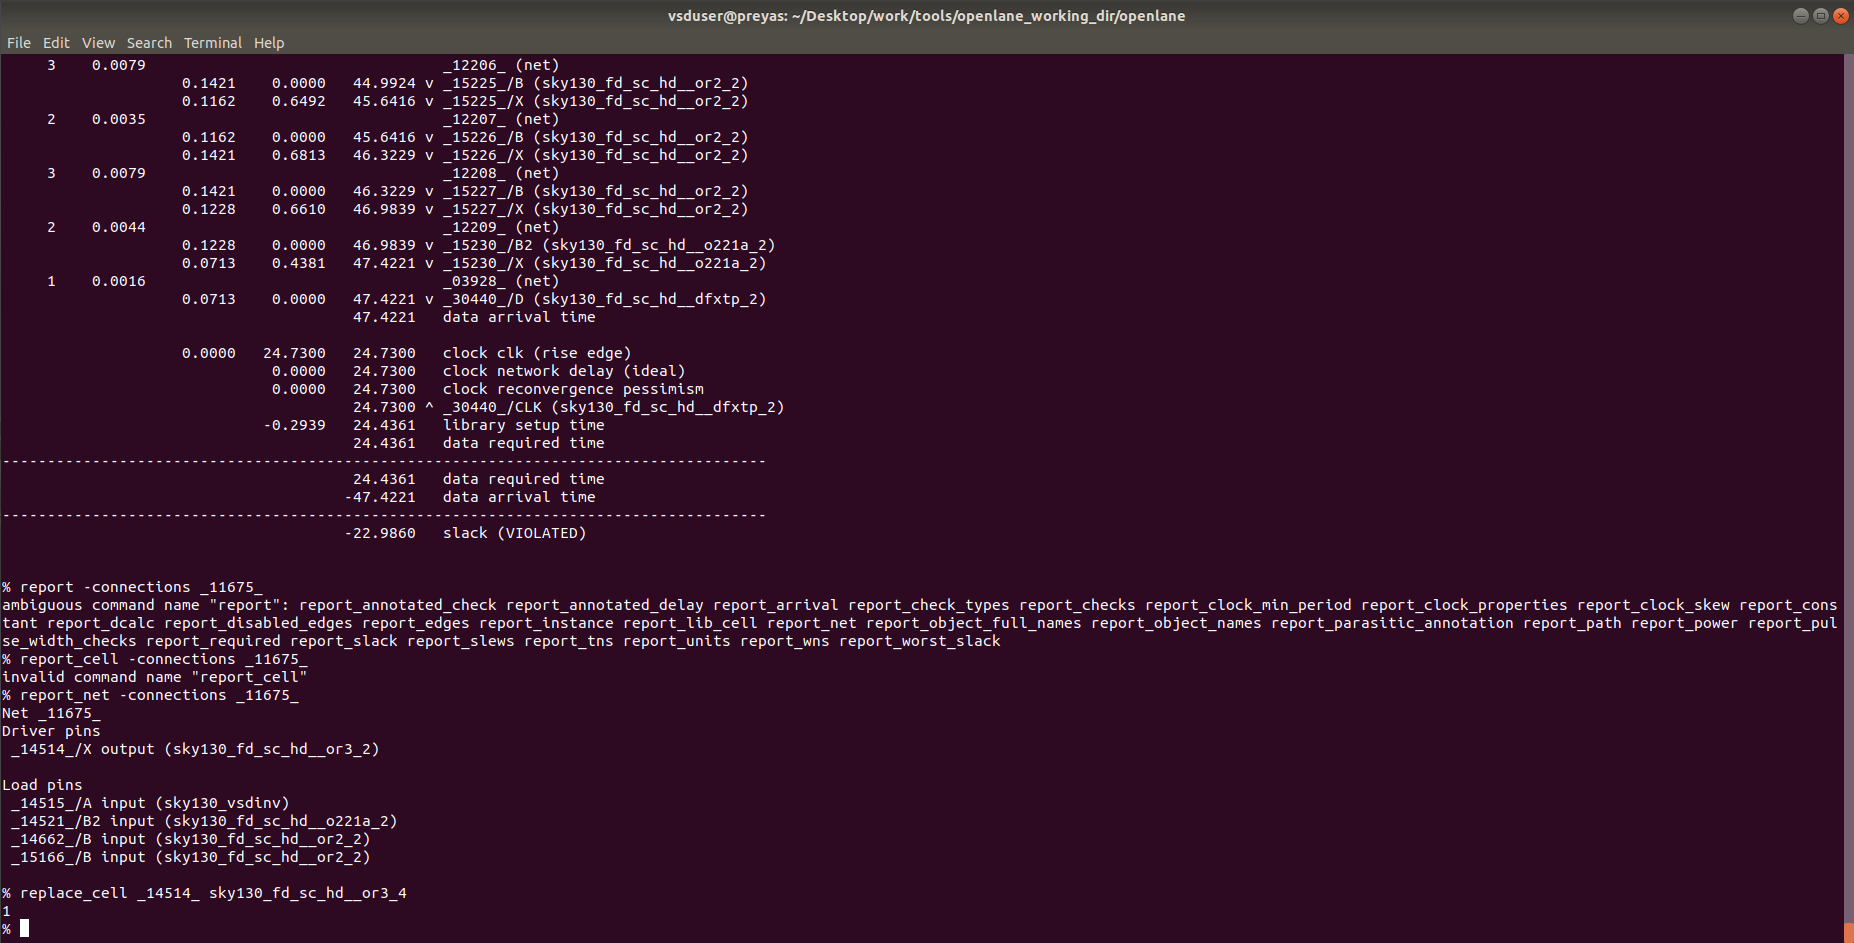 vsduser@preyas: ~/Desktop/work/tools/openlane_working_dir/openlane
File Edit View Search Terminal Help
3 0.0079 _12206_ (net)
0.1421 0.0000 44.9924 v _15225_/B (sky130_fd_sc_hd__or2_2)
0.1162 0.6492 45.6416 v _15225_/X (sky130_fd_sc_hd__or2_2)
2 0.0035 _12207_ (net)
0.1162 0.0000 45.6416 v _15226_/B (sky130_fd_sc_hd__or2_2)
0.1421 0.6813 46.3229 v _15226_/X (sky130_fd_sc_hd__or2_2)
3 0.0079 _12208_ (net)
0.1421 0.0000 46.3229 v _15227_/B (sky130_fd_sc_hd__or2_2)
0.1228 0.6610 46.9839 v _15227_/X (sky130_fd_sc_hd__or2_2)
2 0.0044 _12209_ (net)
0.1228 0.0000 46.9839 v _15230_/B2 (sky130_fd_sc_hd__o221a_2)
0.0713 0.4381 47.4221 v _15230_/X (sky130_fd_sc_hd__o221a_2)
1 0.0016 _03928_ (net)
0.0713 0.0000 47.4221 v _30440_/D (sky130_fd_sc_hd__dfxtp_2)
47.4221 data arrival time
0.0000 24.7300 24.7300 clock clk (rise edge)
0.0000 24.7300 clock network delay (ideal)
0.0000 24.7300 clock reconvergence pessimism
24.7300 ^ _30440_/CLK (sky130_fd_sc_hd__dfxtp_2)
-0.2939 24.4361 library setup time
24.4361 data required time
-------------------------------------------------------------------------------------
24.4361 data required time
-47.4221 data arrival time
-------------------------------------------------------------------------------------
-22.9860 slack (VIOLATED)
% report -connections _11675_
ambiguous command name "report": report_annotated_check report_annotated_delay report_arrival report_check_types report_checks report_clock_min_period report_clock_properties report_clock_skew report_cons
tant report_dcalc report_disabled_edges report_edges report_instance report_lib_cell report_net report_object_full_names report_object_names report_parasitic_annotation report_path report_power report_pul
se_width_checks report_required report_slack report_slews report_tns report_units report_wns report_worst_slack
% report_cell -connections _11675_
invalid command name "report_cell"
% report_net -connections _11675_
Net _11675_
Driver pins
_14514_/X output (sky130_fd_sc_hd__or3_2)
Load pins
_14515_/A input (sky130_vsdinv)
_14521_/B2 input (sky130_fd_sc_hd__o221a_2)
_14662_/B input (sky130_fd_sc_hd__or2_2)
_15166_/B input (sky130_fd_sc_hd__or2_2)
% replace_cell _14514_ sky130_fd_sc_hd__or3_4
1
%